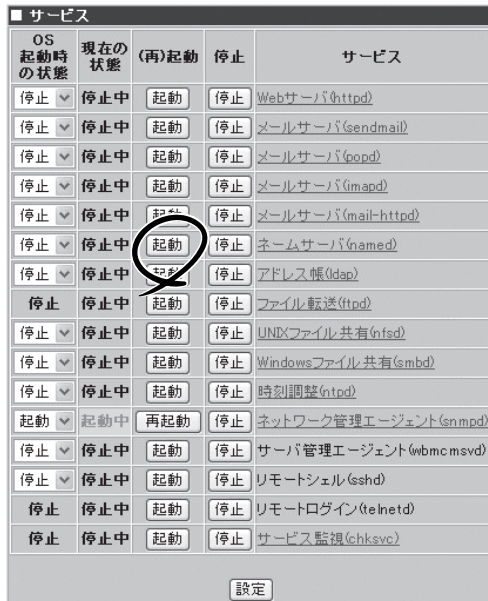 ■ サービス
OS
起動時
の状態 現在の
状態 (再)起動 停止 サービス
停止 停止中 起動 停止 Webサーバ(httpd)
停止 停止中 起動 停止 メールサーバ(sendmail)
停止 停止中 起動 停止 メールサーバ(popd)
停止 停止中 起動 停止 メールサーバ(imapd)
停止 停止中 起動 停止 メールサーバ(mail-httpd)
停止 停止中 起動 停止 ネームサーバ(named)
停止 停止中 起動 停止 アドレス帳(ldap)
停止 停止中 起動 停止 ファイル転送(ftpd)
停止 停止中 起動 停止 UNIXファイル共有(nfsd)
停止 停止中 起動 停止 Windowsファイル共有(smbd)
停止 停止中 起動 停止 時刻調整(ntpd)
起動 起動中 再起動 停止 ネットワーク管理エージェント(snmpd)
停止 停止中 起動 停止 サーバ管理エージェント(wbmcmsvd)
停止 停止中 起動 停止 リモートシェル(sshd)
停止 停止中 起動 停止 リモートログイン(telnetd)
停止 停止中 起動 停止 サービス監視(chksvc)
設定